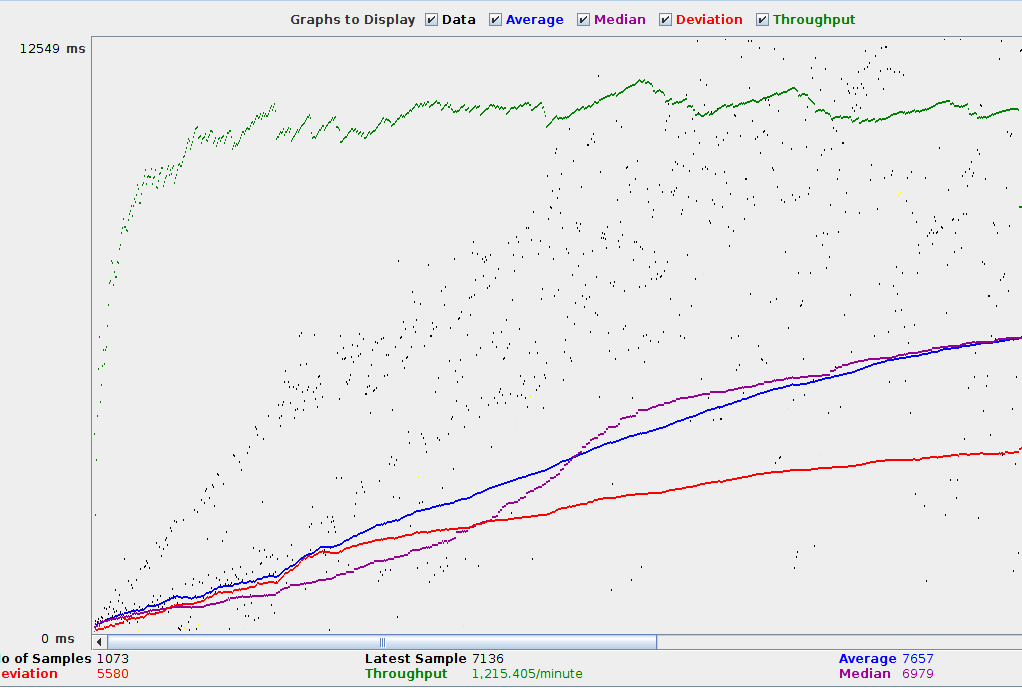 Graphs to Display Data Average Median Deviation Throughput
12549 ms
0 ms
o of Samples 1073 Latest Sample 7136 Average 7657
eviation 5580 Throughput 1,215.405/minute Median 6979